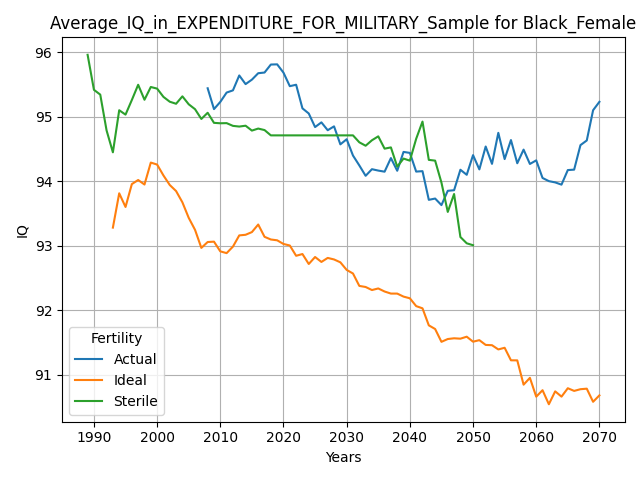 Average_IQ_in_EXPENDITURE_FOR_MILITARY_Sample for Black_Female
96
95
94
93
92
91
IQ
Fertility
Actual
Ideal
Sterile
1990 2000 2010 2020 2030 2040 2050 2060 2070
Years